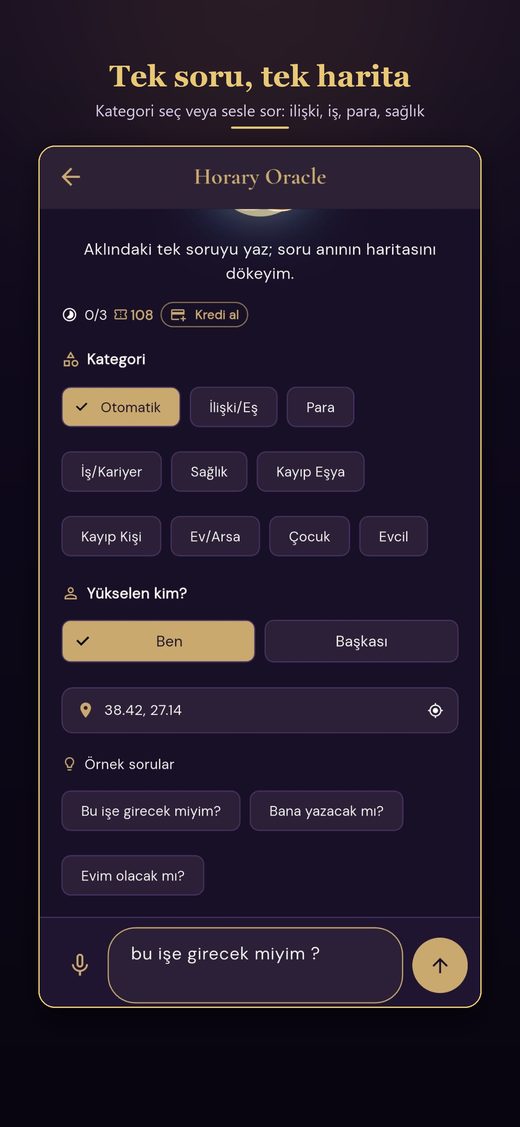 Tek soru, tek harita
Kategori seç veya sesle sor: ilişki, iş, para, sağlık
Horary Oracle
Aklındaki tek soruyu yaz; soru anının haritasını
dökeyim.
0/3 108 Kredi al
Kategori
Otomatik İlişki/Eş Para
İş/Kariyer Sağlık Kayıp Eşya
Kayıp Kişi Ev/Arsa Çocuk Evcil
Yükselen kim?
Ben Başkası
38.42, 27.14
Örnek sorular
Bu işe girecek miyim? Bana yazacak mı?
Evim olacak mı?
bu işe girecek miyim ?